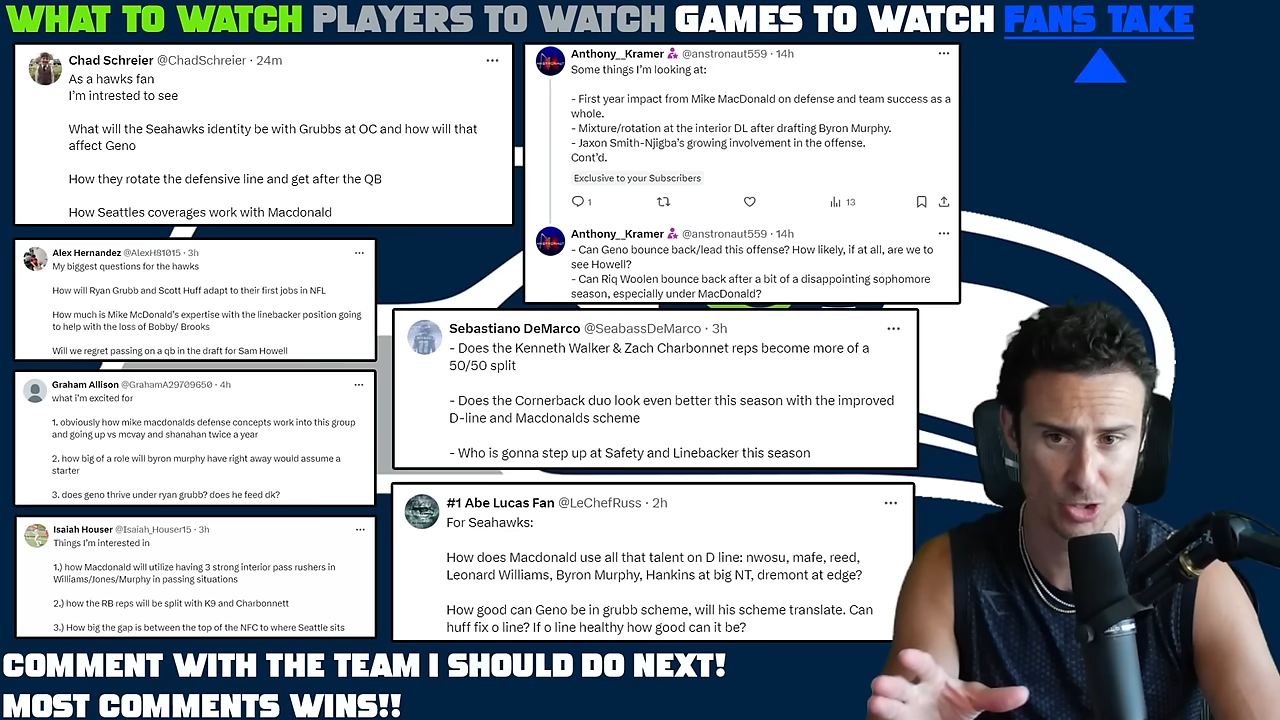 WHAT TO WATCH PLAYERS TO WATCH GAMES TO WATCH FANS TAKE
Chad Schreier @ChadSchreier · 24m
As a hawks fan
I'm intrested to see
What will the Seahawks identity be with Grubbs at OC and how will that
affect Geno
How they rotate the defensive line and get after the QB
How Seattles coverages work with Macdonald
Anthony__Kramer @anstronaut559 · 14h
Some things I'm looking at:
- First year impact from Mike MacDonald on defense and team success as a
whole.
- Mixture/rotation at the interior DL after drafting Byron Murphy.
- Jaxon Smith-Njigba's growing involvement in the offense.
Cont'd.
Exclusive to your Subscribers
1
13
Anthony__Kramer @anstronaut559 · 14h
- Can Geno bounce back/lead this offense? How likely, if at all, are we to
see Howell?
- Can Riq Woolen bounce back after a bit of a disappointing sophomore
season, especially under MacDonald?
Alex Hernandez @AlexH81015 · 3h
My biggest questions for the hawks
How will Ryan Grubb and Scott Huff adapt to their first jobs in NFL
How much is Mike McDonald's expertise with the linebacker position going
to help with the loss of Bobby/ Brooks
Will we regret passing on a qb in the draft for Sam Howell
Sebastiano DeMarco @SeabassDeMarco · 3h
- Does the Kenneth Walker & Zach Charbonnet reps become more of a
50/50 split
- Does the Cornerback duo look even better this season with the improved
D-line and Macdonalds scheme
- Who is gonna step up at Safety and Linebacker this season
Graham Allison @GrahamA29709650 · 4h
what i'm excited for
1. obviously how mike macdonalds defense concepts work into this group
and going up vs mcvay and shanahan twice a year
2. how big of a role will byron murphy have right away would assume a
starter
3. does geno thrive under ryan grubb? does he feed dk?
#1 Abe Lucas Fan @LeChefRuss · 2h
For Seahawks:
How does Macdonald use all that talent on D line: nwosu, mafe, reed,
Leonard Williams, Byron Murphy, Hankins at big NT, dremont at edge?
How good can Geno be in grubb scheme, will his scheme translate. Can
huff fix o line? If o line healthy how good can it be?
Isaiah Houser @Isaiah_Houser15 · 3h
Things I'm interested in
1.) how Macdonald will utilize having 3 strong interior pass rushers in
Williams/Jones/Murphy in passing situations
2.) how the RB reps will be split with K9 and Charbonnett
3.) How big the gap is between the top of the NFC to where Seattle sits
COMMENT WITH THE TEAM I SHOULD DO NEXT!
MOST COMMENTS WINS!!